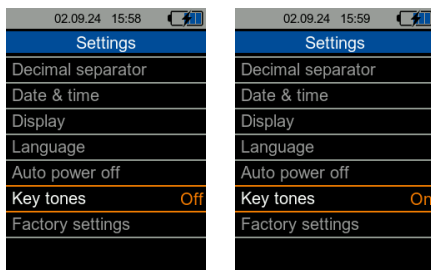 02.09.24 15:58
Settings
Decimal separator
Date & time
Display
Language
Auto power off
Key tones Off
Factory settings
02.09.24 15:59
Settings
Decimal separator
Date & time
Display
Language
Auto power off
Key tones On
Factory settings